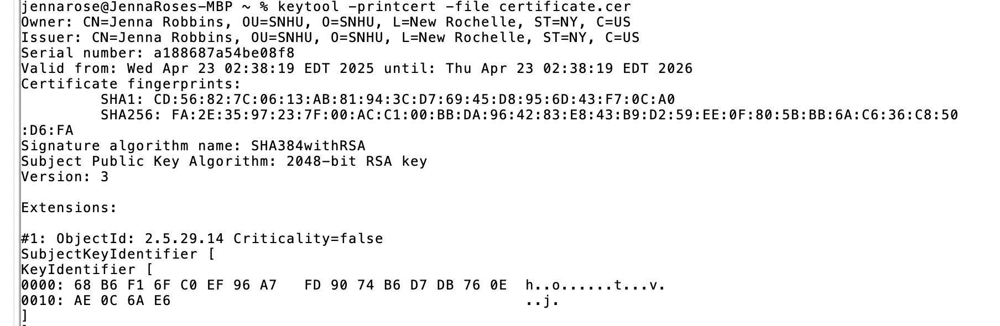 jennarose@JennaRoses-MBP ~ % keytool -printcert -file certificate.cer
Owner: CN=Jenna Robbins, OU=SNHU, O=SNHU, L=New Rochelle, ST=NY, C=US
Issuer: CN=Jenna Robbins, OU=SNHU, O=SNHU, L=New Rochelle, ST=NY, C=US
Serial number: a188687a54be08f8
Valid from: Wed Apr 23 02:38:19 EDT 2025 until: Thu Apr 23 02:38:19 EDT 2026
Certificate fingerprints:
SHA1: CD:56:82:7C:06:13:AB:81:94:3C:D7:69:45:D8:95:6D:43:F7:0C:A0
SHA256: FA:2E:35:97:23:7F:00:AC:C1:00:BB:DA:96:42:83:E8:43:B9:D2:59:EE:0F:80:5B:BB:6A:C6:36:C8:50
:D6:FA
Signature algorithm name: SHA384withRSA
Subject Public Key Algorithm: 2048-bit RSA key
Version: 3
Extensions:
#1: ObjectId: 2.5.29.14 Criticality=false
SubjectKeyIdentifier [
KeyIdentifier [
0000: 68 B6 F1 6F C0 EF 96 A7   FD 90 74 B6 D7 DB 76 0E  h..o......t...v.
0010: AE 0C 6A E6                                        ..j.
]